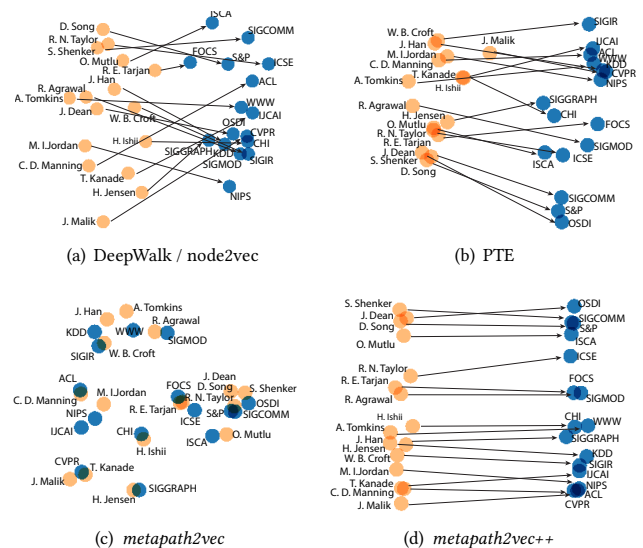 D. Song
ISCA
R. N. Taylor
SIGCOMM
S. Shenker
FOCS
O. Mutlu
S&P
ICSE
R. E. Tarjan
J. Han
ACL
R. Agrawal
A. Tomkins
WWW
J. Dean
W. B. Croft
IJCAI
OSDI
CVPR
H. Ishii
CHI
M. I.Jordon
SIGGRAPH
KDD
SIGMOD
SIGIR
C. D. Manning
T. Kanade
H. Jensen
NIPS
J. Malik
(a) DeepWalk / node2vec
W. B. Croft
SIGIR
J. Han
J. Malik
IJCAI
M. I.Jordon
ACL
C. D. Manning
WWW
KDD
T. Kanade
CVPR
A. Tomkins
H. Ishii
NIPS
R. Agrawal
SIGGRAPH
H. Jensen
CHI
O. Mutlu
FOCS
R. N. Taylor
R. E. Tarjan
SIGMOD
J. Dean
ISCA
ICSE
S. Shenker
D. Song
SIGCOMM
S&P
OSDI
(b) PTE
J. Han
A. Tomkins
KDD
WWW
R. Agrawal
SIGMOD
SIGIR
W. B. Croft
ACL
FOCS
J. Dean
D. Song
S. Shenker
C. D. Manning
M. I.Jordon
R. N. Taylor
OSDI
NIPS
R. E. Tarjan
S&P
SIGCOMM
ICSE
IJCAI
CHI
ISCA
O. Mutlu
H. Ishii
CVPR
T. Kanade
J. Malik
H. Jensen
SIGGRAPH
(c) metapath2vec
S. Shenker
OSDI
J. Dean
SIGCOMM
D. Song
S&P
O. Mutlu
ISCA
ICSE
R. N. Taylor
R. E. Tarjan
FOCS
R. Agrawal
SIGMOD
H. Ishii
CHI
WWW
A. Tomkins
J. Han
SIGGRAPH
H. Jensen
KDD
W. B. Croft
SIGIR
M. I.Jordon
IJCAI
T. Kanade
NIPS
C. D. Manning
ACL
J. Malik
CVPR
(d) metapath2vec++